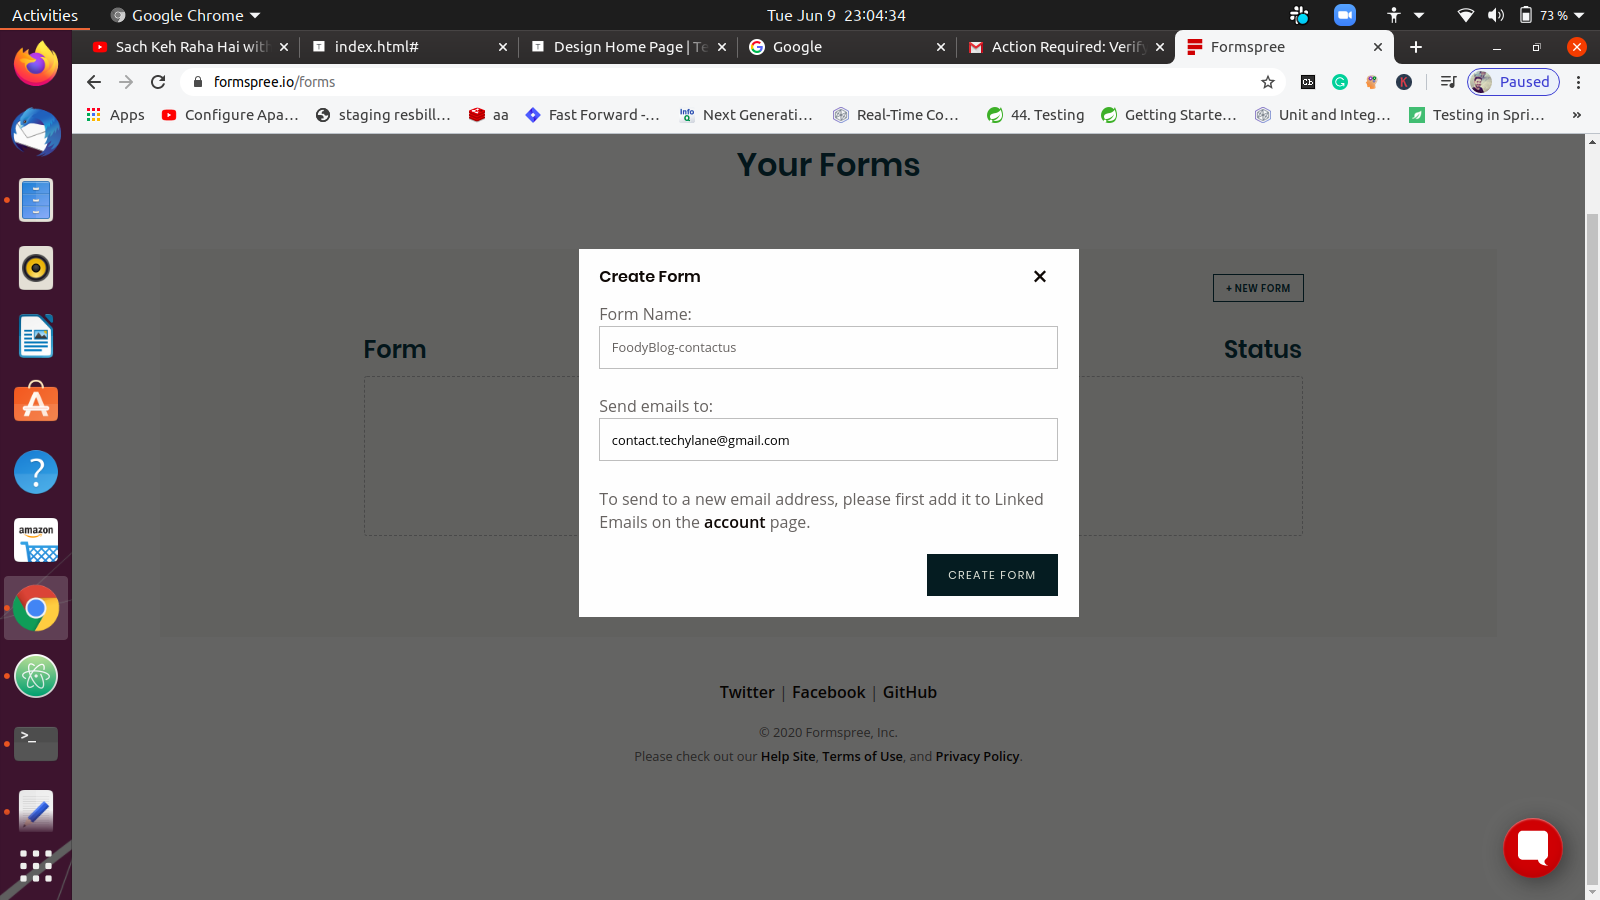 Activities Google Chrome Tue Jun 9 23:04:34 73 %
Sach Keh Raha Hai with index.html# Design Home Page | Te Google Action Required: Verify Formspree
formspree.io/forms Paused
Apps Configure Apa... staging resbill... aa Fast Forward -... Next Generati... Real-Time Co... 44. Testing Getting Starte... Unit and Integ... Testing in Spri... »
Your Forms
Create Form
+ NEW FORM
Form Name:
FoodyBlog-contactus
Form Status
Send emails to:
contact.techylane@gmail.com
To send to a new email address, please first add it to Linked
Emails on the account page.
CREATE FORM
amazon
Twitter | Facebook | GitHub
© 2020 Formspree, Inc.
Please check out our Help Site, Terms of Use, and Privacy Policy.